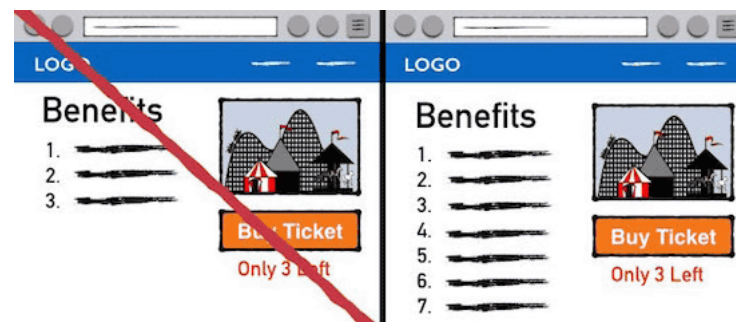 LOGO
Benefits
1.
2.
3.
Buy Ticket
Only 3 Left
LOGO
Benefits
1.
2.
3.
4.
5.
6.
7.
Buy Ticket
Only 3 Left